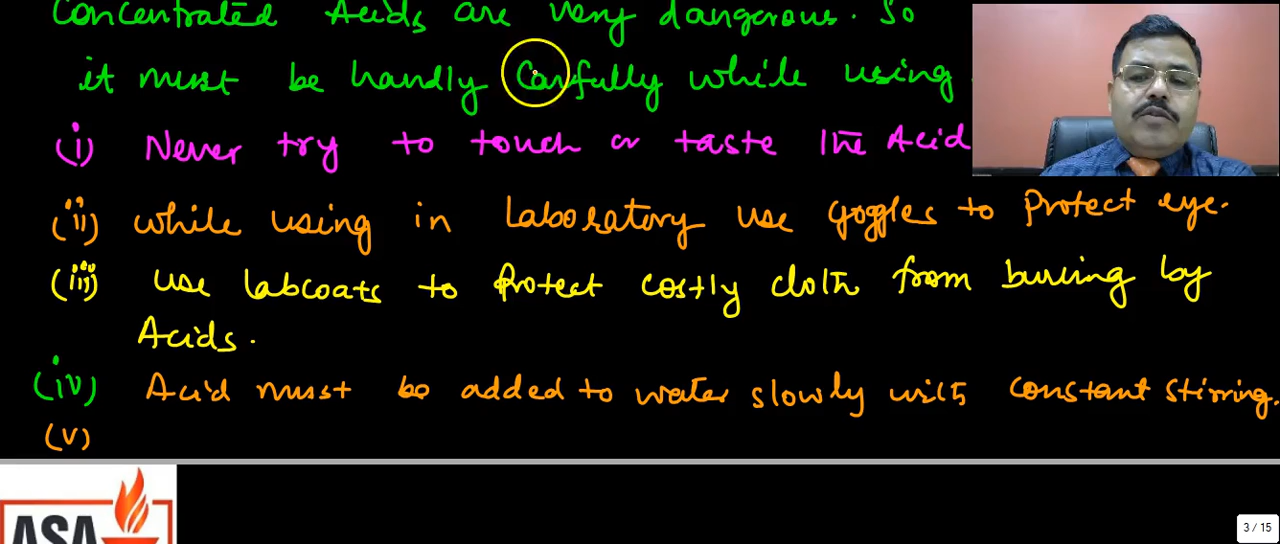 Concentrated Acids are very dangerous. So
it must be handly Carfully while using.
(i) Never try to touch or taste the Acid
(ii) while using in Laboratory use goggles to Protect eye.
(iii) use labcoats to Protect costly cloth from buring by
Acids.
(iv) Acid must be added to water slowly with constant stirring.
(v)
ASA
3 / 15